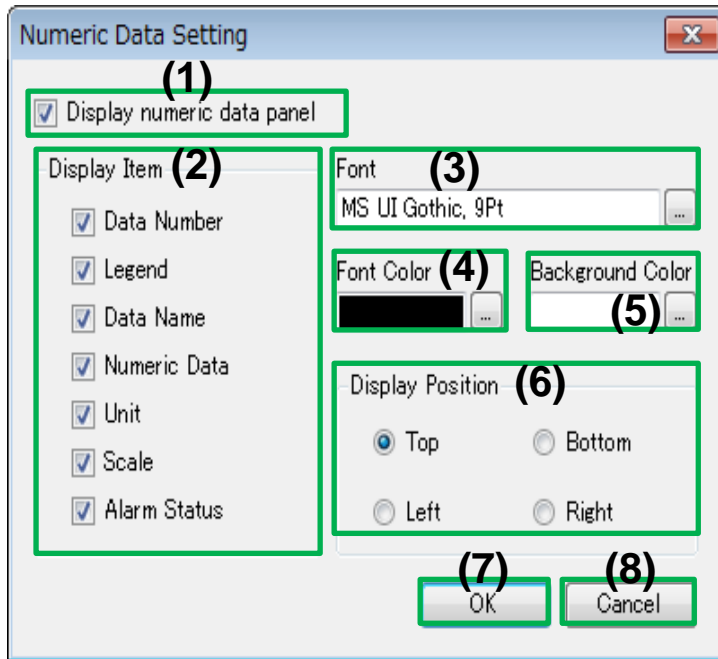 Numeric Data Setting
(1)
Display numeric data panel
Display Item (2)
Data Number
Legend
Data Name
Numeric Data
Unit
Scale
Alarm Status
Font (3)
MS UI Gothic, 9Pt ...
Font Color (4)
...
Background Color
(5) ...
Display Position (6)
Top Bottom
Left Right
(7) (8)
OK Cancel